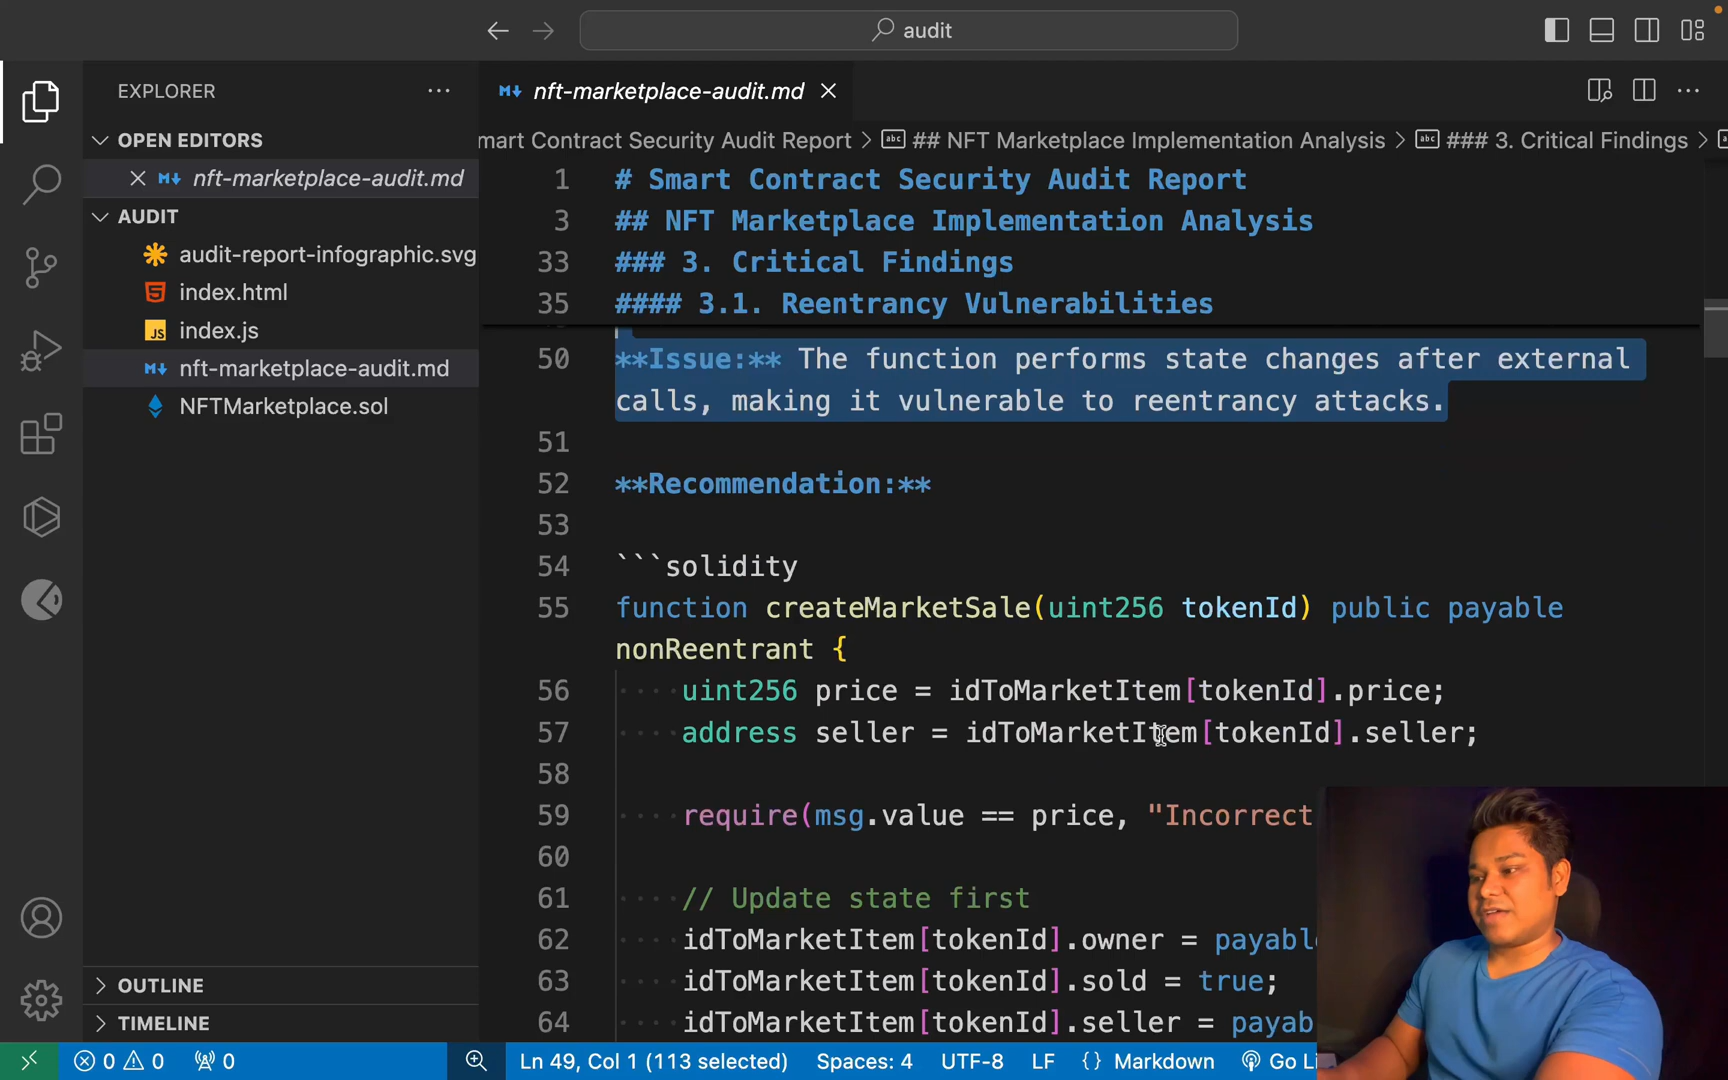 audit
EXPLORER
OPEN EDITORS
nft-marketplace-audit.md
AUDIT
audit-report-infographic.svg
index.html
index.js
nft-marketplace-audit.md
NFTMarketplace.sol
OUTLINE
TIMELINE
nft-marketplace-audit.md
mart Contract Security Audit Report > ## NFT Marketplace Implementation Analysis > ### 3. Critical Findings >
1 # Smart Contract Security Audit Report
3 ## NFT Marketplace Implementation Analysis
33 ### 3. Critical Findings
35 #### 3.1. Reentrancy Vulnerabilities
50 **Issue:** The function performs state changes after external
calls, making it vulnerable to reentrancy attacks.
51
52 **Recommendation:**
53
54 ```solidity
55 function createMarketSale(uint256 tokenId) public payable
nonReentrant {
56 uint256 price = idToMarketItem[tokenId].price;
57 address seller = idToMarketItem[tokenId].seller;
58
59 require(msg.value == price, "Incorrect
60
61 // Update state first
62 idToMarketItem[tokenId].owner = payabl
63 idToMarketItem[tokenId].sold = true;
64 idToMarketItem[tokenId].seller = payab
0 0 0 Ln 49, Col 1 (113 selected) Spaces: 4 UTF-8 LF {} Markdown Go Li